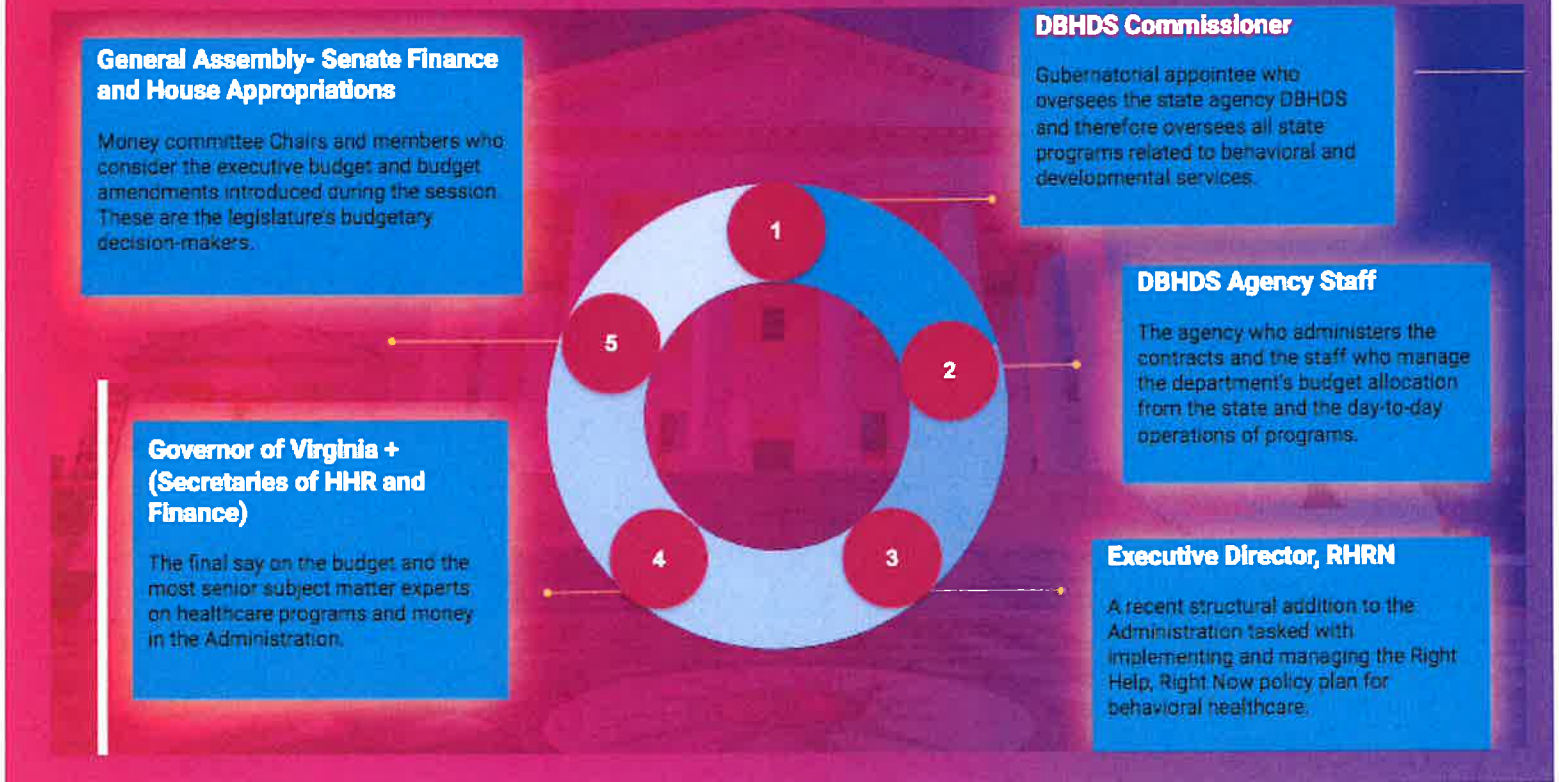 General Assembly- Senate Finance
and House Appropriations
Money committee Chairs and members who
consider the executive budget and budget
amendments introduced during the session.
These are the legislature's budgetary
decision-makers.
DBHDS Commissioner
Gubernatorial appointee who
oversees the state agency DBHDS
and therefore oversees all state
programs related to behavioral and
developmental services.
1
DBHDS Agency Staff
The agency who administers the
contracts and the staff who manage
the department's budget allocation
from the state and the day-to-day
operations of programs.
5
2
Governor of Virginia +
(Secretaries of HHR and
Finance)
The final say on the budget and the
most senior subject matter experts
on healthcare programs and money
in the Administration.
4
3
Executive Director, RHRN
A recent structural addition to the
Administration tasked with
implementing and managing the Right
Help, Right Now policy plan for
behavioral healthcare.